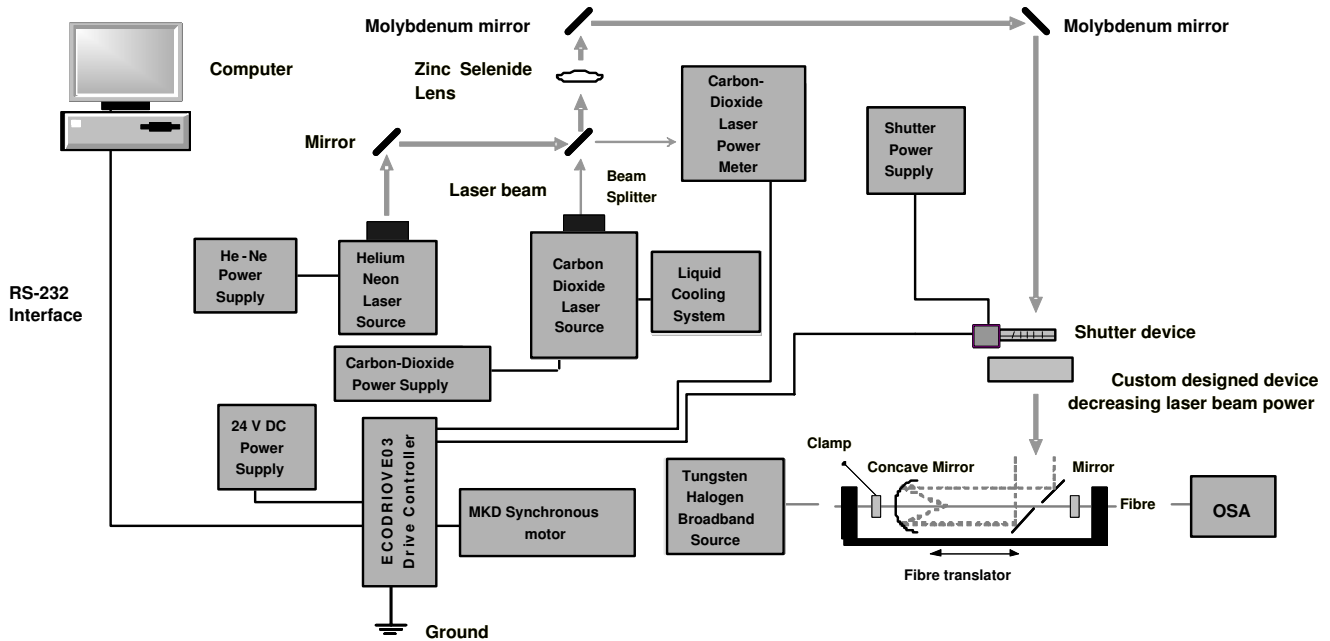 Molybdenum mirror
Molybdenum mirror
Computer
Zinc Selenide
Lens
Carbon-
Dioxide
Laser
Power
Meter
Shutter
Power
Supply
Mirror
Laser beam
Beam
Splitter
He-Ne
Power
Supply
Helium
Neon
Laser
Source
Carbon
Dioxide
Laser
Source
Liquid
Cooling
System
RS-232
Interface
Shutter device
Carbon-Dioxide
Power Supply
Custom designed device
decreasing laser beam power
24 V DC
Power
Supply
ECODRIOVE03
Drive Controller
Clamp
Concave Mirror
Mirror
Tungsten
Halogen
Broadband
Source
Fibre
OSA
MKD Synchronous
motor
Fibre translator
Ground